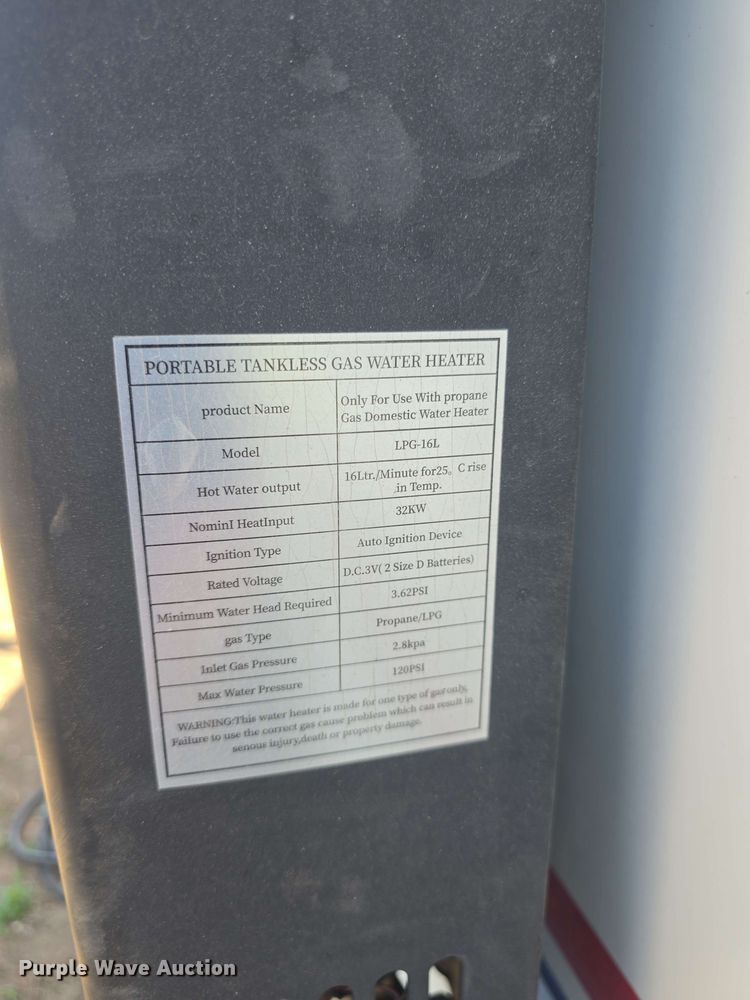 PORTABLE TANKLESS GAS WATER HEATER
product Name
Only For Use With propane
Gas Domestic Water Heater
Model
LPG-16L
Hot Water output
16Ltr./Minute for25。C rise
in Temp.
NominI HeatInput
32KW
Ignition Type
Auto Ignition Device
Rated Voltage
D.C.3V( 2 Size D Batteries)
Minimum Water Head Required
3.62PSI
gas Type
Propane/LPG
Inlet Gas Pressure
2.8kpa
Max Water Pressure
120PSI
WARNING:This water heater is made for one type of gas only,
Failure to use the correct gas cause problem which can result in
senous injury,death or property damage.
Purple Wave Auction